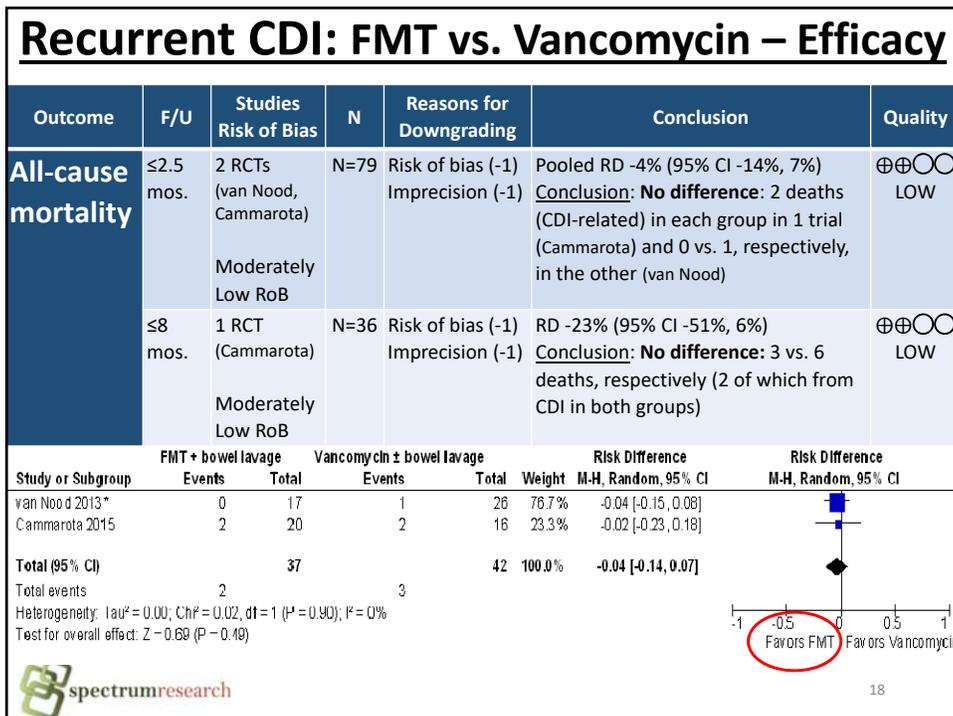 Recurrent CDI: FMT vs. Vancomycin – Efficacy
Outcome F/U Studies Risk of Bias N Reasons for Downgrading Conclusion Quality
All-cause mortality
≤2.5 mos.
2 RCTs
(van Nood,
Cammarota)
Moderately
Low RoB
N=79
Risk of bias (-1)
Imprecision (-1)
Pooled RD -4% (95% CI -14%, 7%)
Conclusion: No difference: 2 deaths
(CDI-related) in each group in 1 trial
(Cammarota) and 0 vs. 1, respectively,
in the other (van Nood)
⊕⊕○○
LOW
≤8
mos.
1 RCT
(Cammarota)
Moderately
Low RoB
N=36
Risk of bias (-1)
Imprecision (-1)
RD -23% (95% CI -51%, 6%)
Conclusion: No difference: 3 vs. 6
deaths, respectively (2 of which from
CDI in both groups)
⊕⊕○○
LOW
FMT + bowel lavage Vancomycin ± bowel lavage Risk Difference Risk Difference
Study or Subgroup Events Total Events Total Weight M-H, Random, 95% CI M-H, Random, 95% CI
van Nood 2013* 0 17 1 26 76.7% -0.04 [-0.15, 0.08]
Cammarota 2015 2 20 2 16 23.3% -0.02 [-0.23, 0.18]
Total (95% CI) 37 42 100.0% -0.04 [-0.14, 0.07]
Total events 2 3
Heterogeneity: Tau² = 0.00; Chi² = 0.02, df = 1 (P = 0.90); I² = 0%
Test for overall effect: Z = 0.69 (P = 0.49)
-1 -0.5 0 0.5 1
Favors FMT Favors Vancomycin
spectrumresearch
18